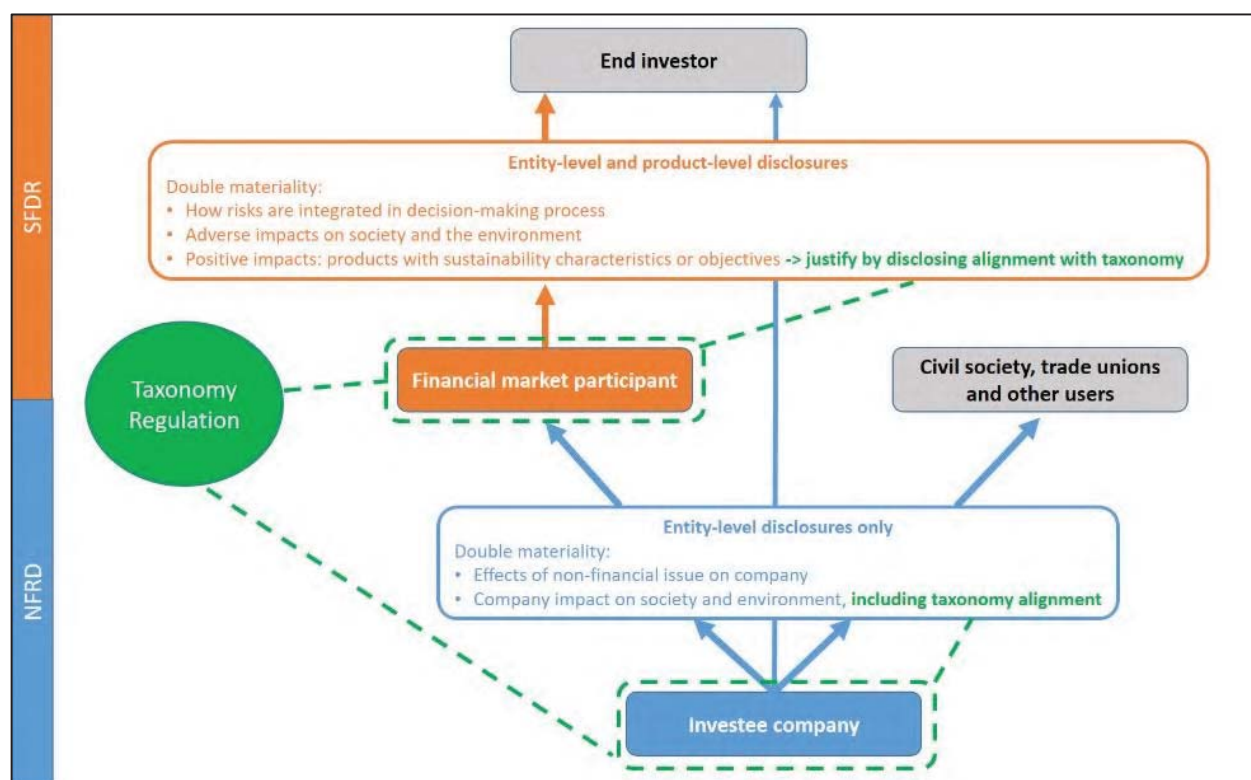 End investor
SFDR
Entity-level and product-level disclosures
Double materiality:
• How risks are integrated in decision-making process
• Adverse impacts on society and the environment
• Positive impacts: products with sustainability characteristics or objectives -> justify by disclosing alignment with taxonomy
Taxonomy
Regulation
Financial market participant
Civil society, trade unions
and other users
NFRD
Entity-level disclosures only
Double materiality:
• Effects of non-financial issue on company
• Company impact on society and environment, including taxonomy alignment
Investee company